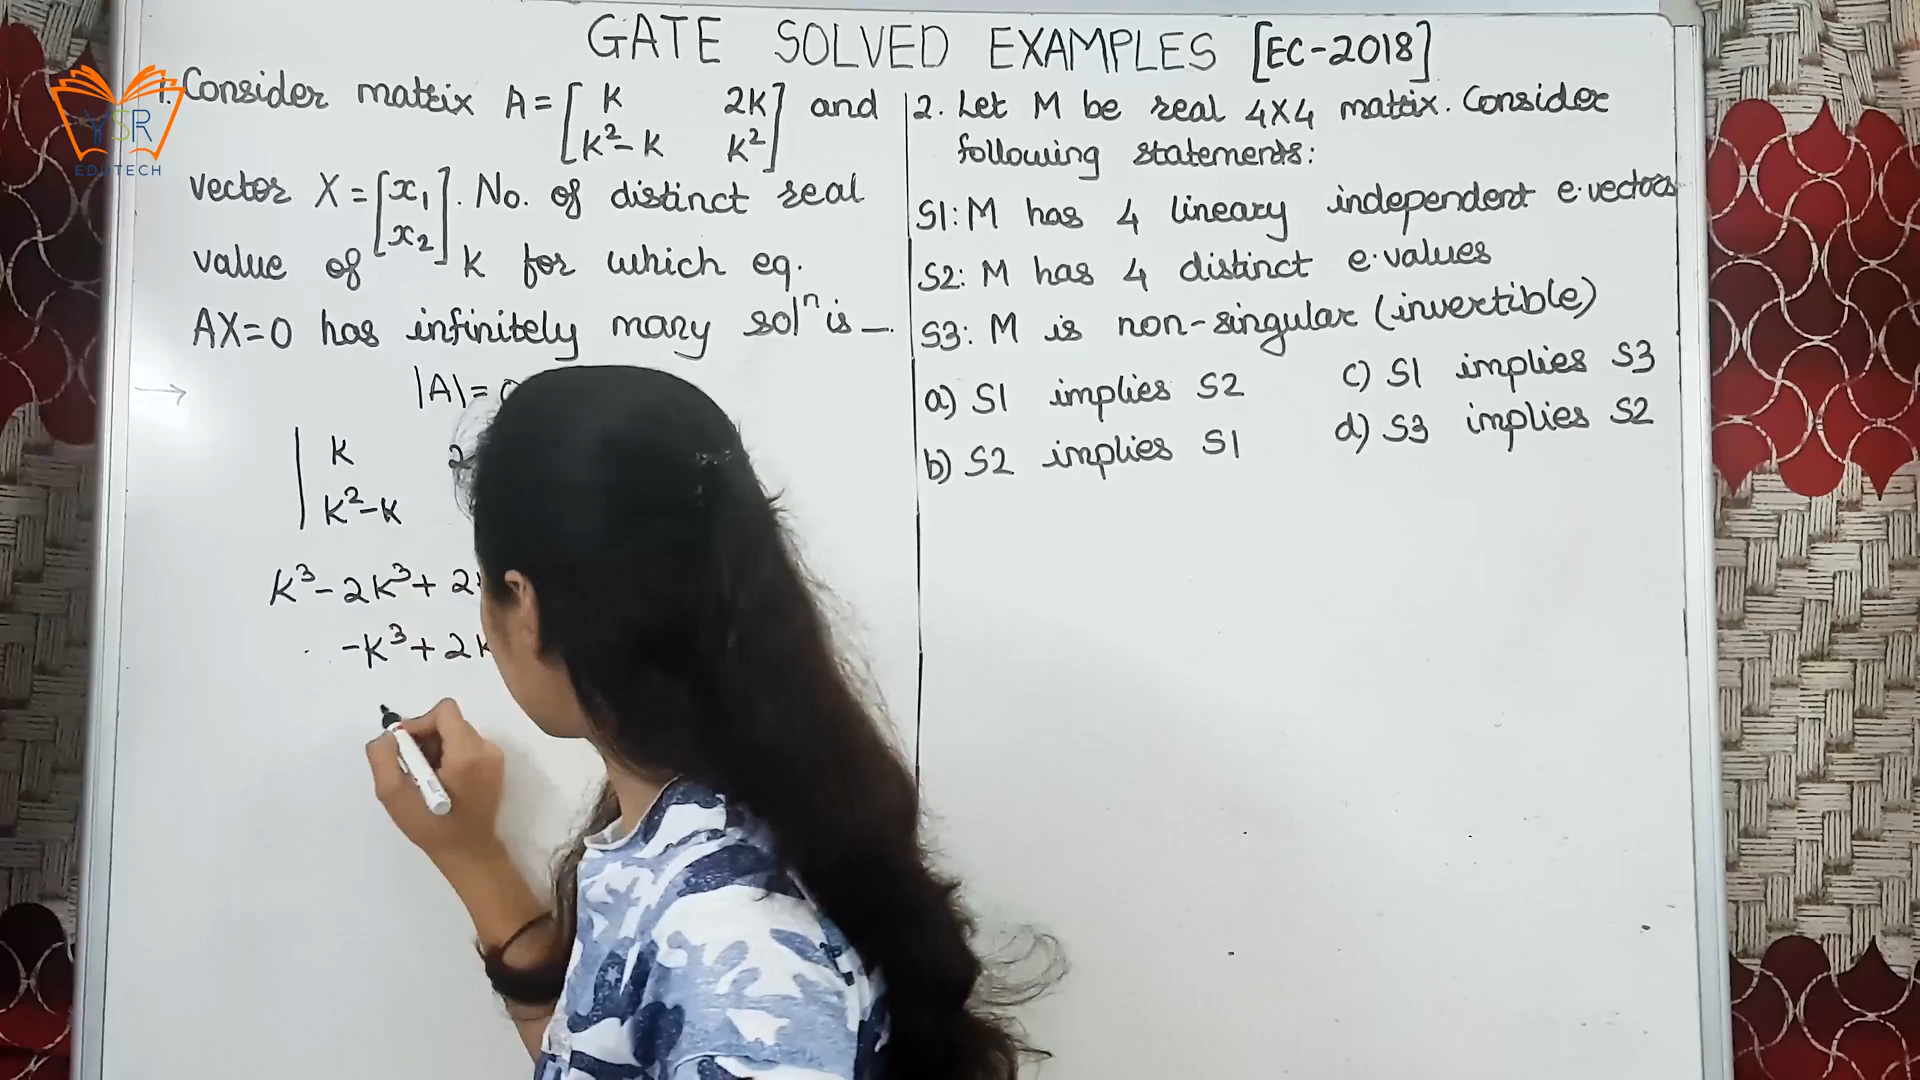 GATE SOLVED EXAMPLES [EC-2018]
YSR
EDUTECH
1. Consider matrix A = [ K 2K ] and
K²-K K²
vector X = [ x₁ ]. No. of distinct real
x₂
value of K for which eq.
AX=0 has infinitely many solⁿ is _.
→ |A| =
K
K²-K
K³-2K³+
-K³+
2. Let M be real 4X4 matrix. Consider
following statements:
S1: M has 4 lineary independent e.vectors
S2: M has 4 distinct e.values
S3: M is non-singular (invertible)
a) S1 implies S2
b) S2 implies S1
c) S1 implies S3
d) S3 implies S2